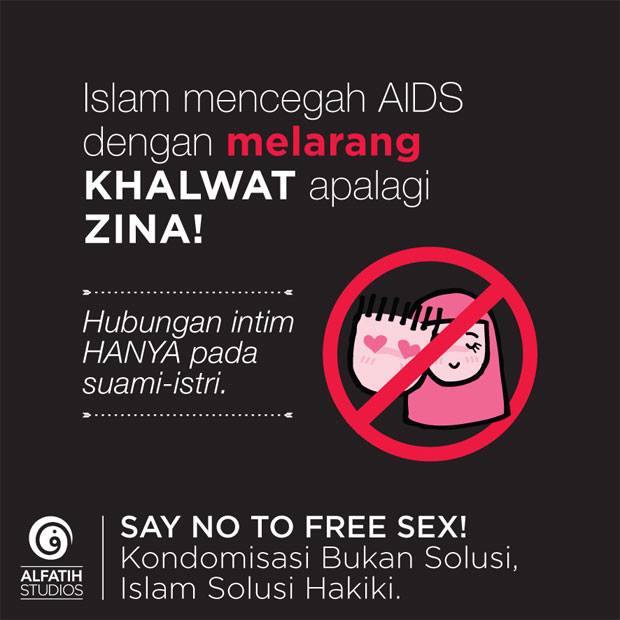 Islam mencegah AIDS
dengan melarang
KHALWAT apalagi
ZINA!
Hubungan intim
HANYA pada
suami-istri.
ALFATIH
STUDIOS
SAY NO TO FREE SEX!
Kondomisasi Bukan Solusi,
Islam Solusi Hakiki.